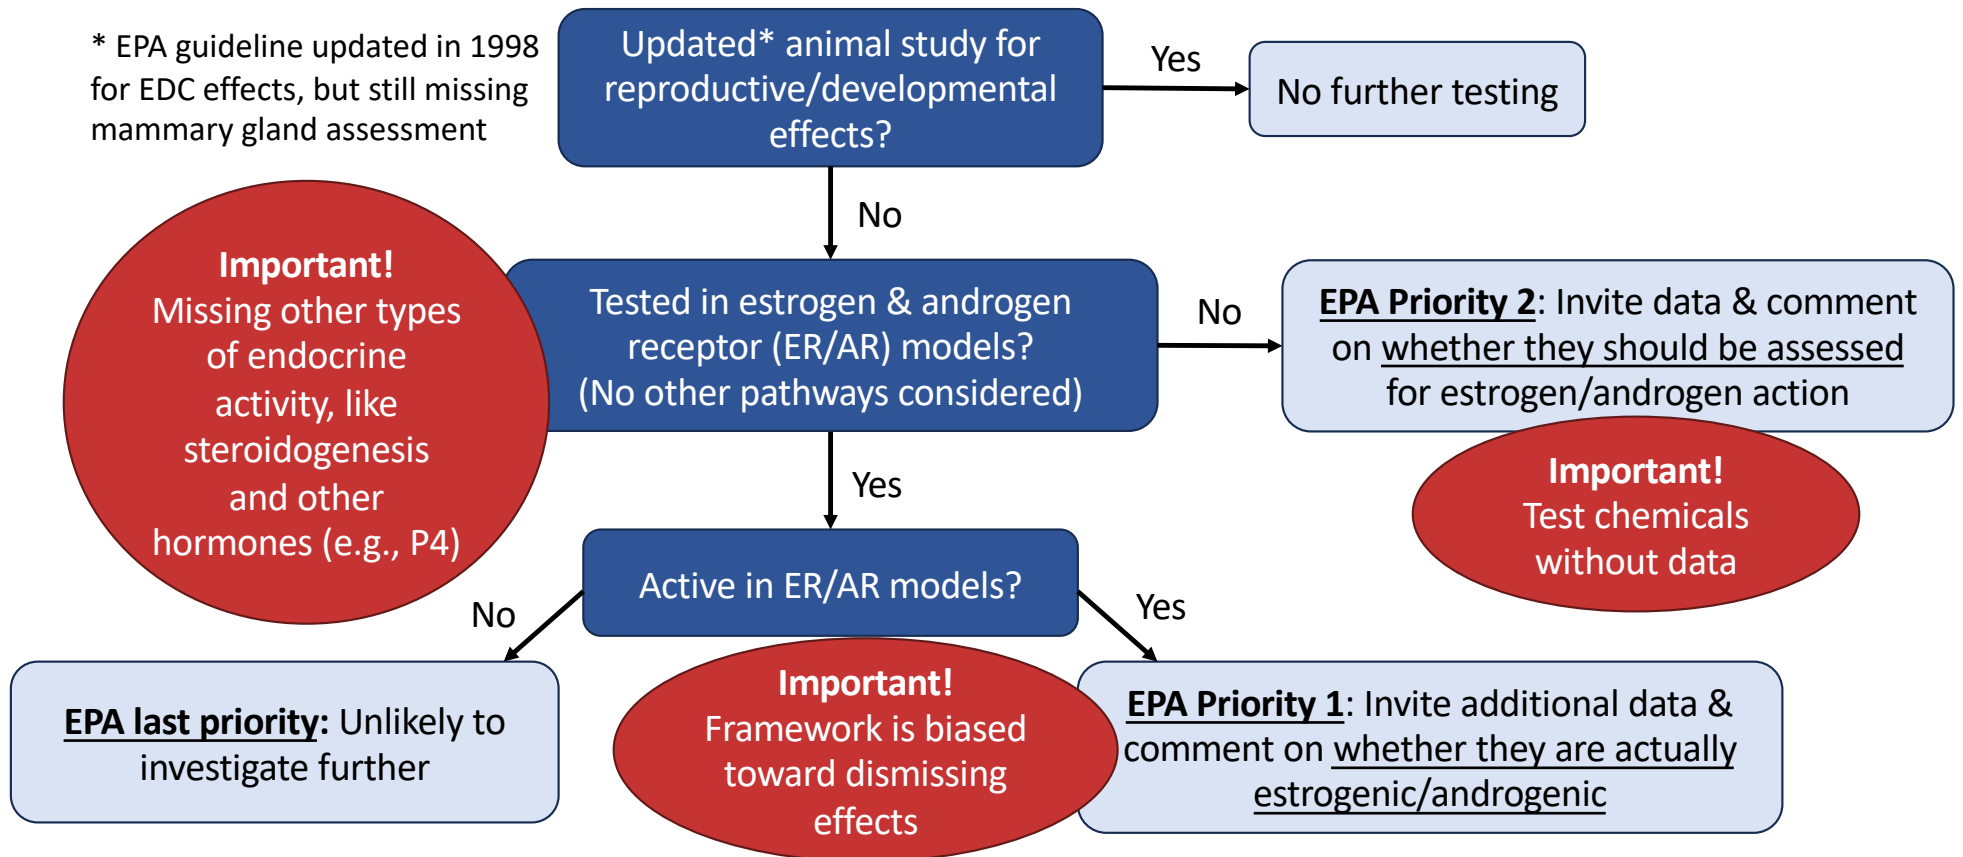 * EPA guideline updated in 1998
for EDC effects, but still missing
mammary gland assessment
Updated* animal study for
reproductive/developmental
effects?
Yes
No further testing
No
Important!
Missing other types
of endocrine
activity, like
steroidogenesis
and other
hormones (e.g., P4)
Tested in estrogen & androgen
receptor (ER/AR) models?
(No other pathways considered)
No
EPA Priority 2: Invite data & comment
on whether they should be assessed
for estrogen/androgen action
Important!
Test chemicals
without data
Yes
Active in ER/AR models?
No
Yes
EPA last priority: Unlikely to
investigate further
Important!
Framework is biased
toward dismissing
effects
EPA Priority 1: Invite additional data &
comment on whether they are actually
estrogenic/androgenic